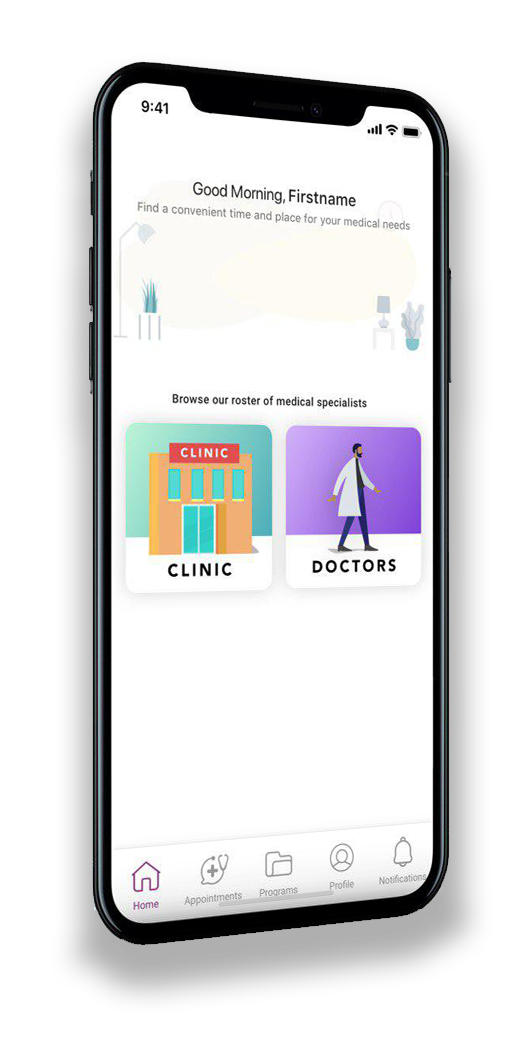 9:41
Good Morning, Firstname
Find a convenient time and place for your medical needs
Browse our roster of medical specialists
CLINIC
CLINIC
DOCTORS
Home
Appointments
Programs
Profile
Notifications